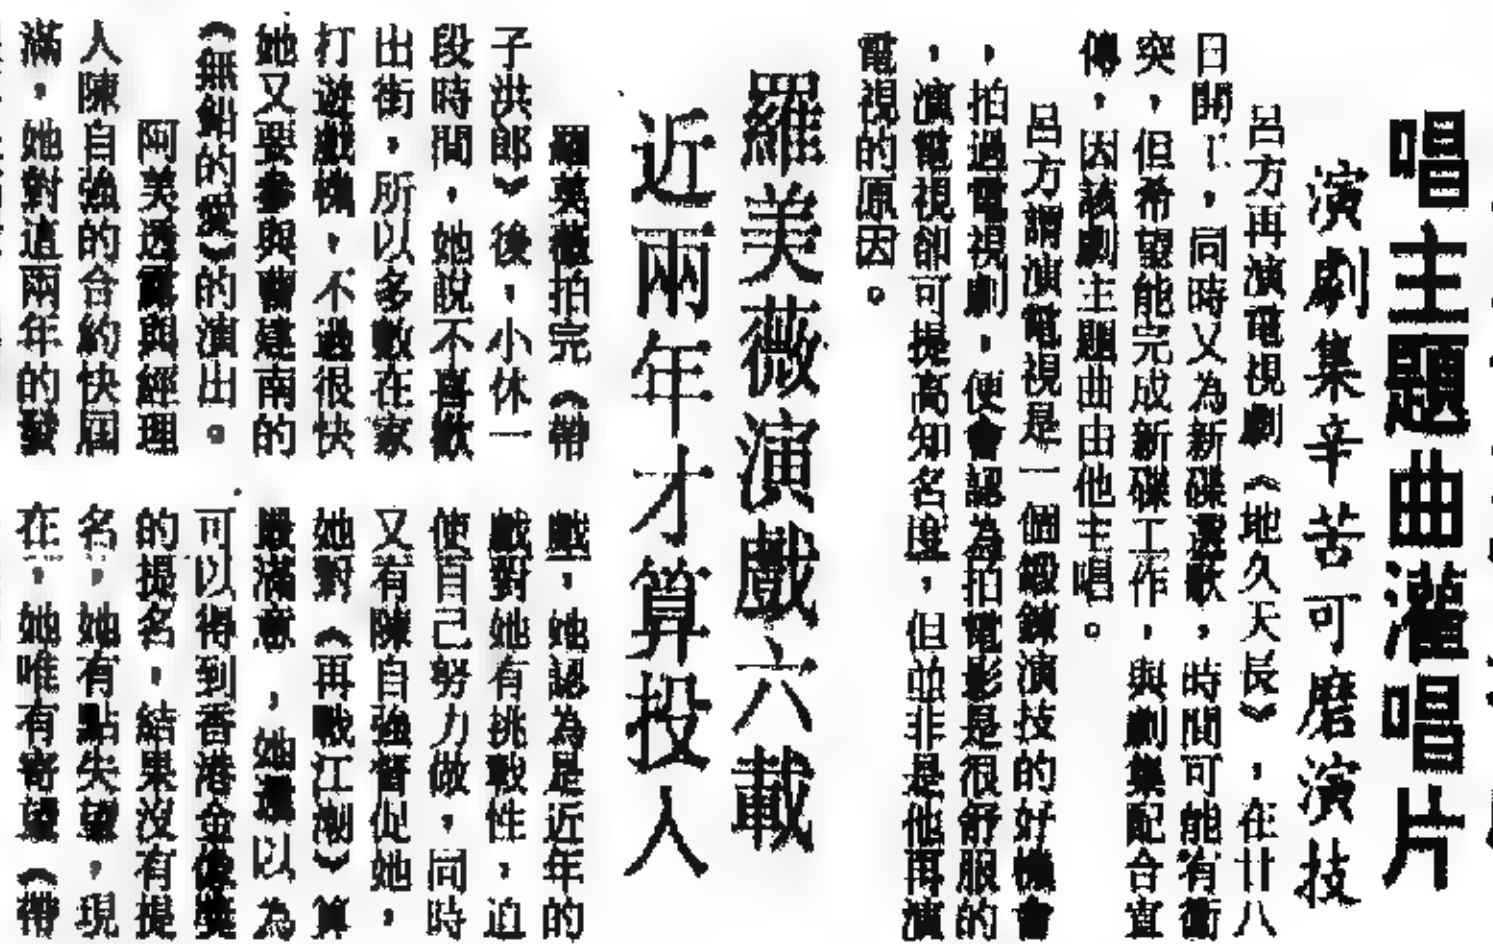 唱主題曲灌唱片
演劇集辛苦可磨演技
呂方再演電視劇《地久天長》，在廿八
日開工，同時又為新碟選歌，時間可能有衝
突，但希望能完成新碟工作，與劇集配合宣
傳，因該劇主題曲由他主唱。
呂方謂演電視是一個鍛鍊演技的好機會
，拍過電視劇，便會認為拍電影是很舒服的
，演電視卻可提高知名度，但並非是他再演
電視的原因。
羅美薇演戲六載
近兩年才算投入
羅美薇拍完《帶
子洪郎》後，小休一
段時間，她說不喜歡
出街，所以多數在家
打遊戲機，不過很快
她又要參與曹建南的
《無鉛的愛》的演出。
阿美透露與經理
人陳自強的合約快屆
滿，她對這兩年的發
戲，她認為是近年的
戲對她有挑戰性，迫
使自己努力做，同時
又有陳自強督促她，
她對《再戰江湖》算
最滿意，她還以為
可以得到香港金像獎
的提名，結果沒有提
名，她有點失望，現
在，她唯有寄望《帶